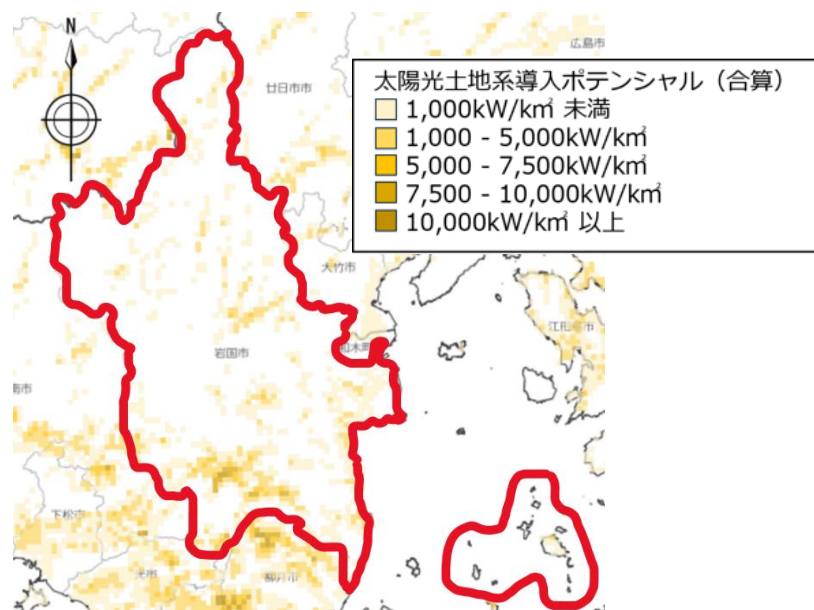 N
広島市
廿日市市
太陽光土地系導入ポテンシャル（合算）
1,000kW/k㎡ 未満
1,000 - 5,000kW/k㎡
5,000 - 7,500kW/k㎡
7,500 - 10,000kW/k㎡
10,000kW/k㎡ 以上
大竹市
岩国市
和木町
南市
下松市
光市
柳井市